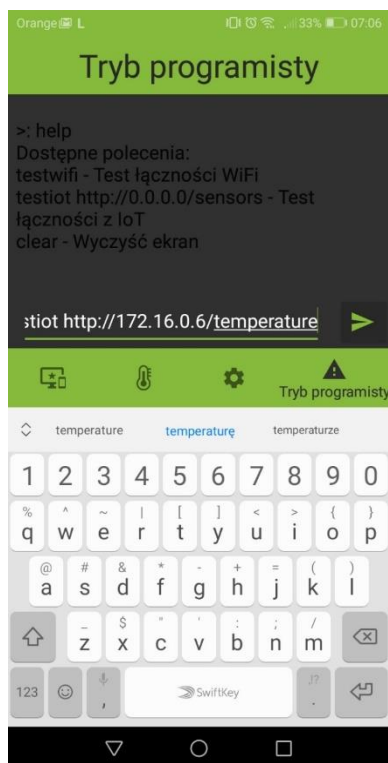 Orange L 33% 07:06
Tryb programisty
>: help
Dostępne polecenia:
testwifi - Test łączności WiFi
testiot http://0.0.0.0/sensors - Test
łączności z IoT
clear - Wyczyść ekran
stiot http://172.16.0.6/temperature
Tryb programisty
temperature temperaturę temperaturze
1 2 3 4 5 6 7 8 9 0
% ^ ~ | [ ] < > { }
q w e r t y u i o p
@ # & * - + = ( )
a s d f g h j k l
_ $ " ' : ; /
z x c v b n m
123 , SwiftKey ,!? .